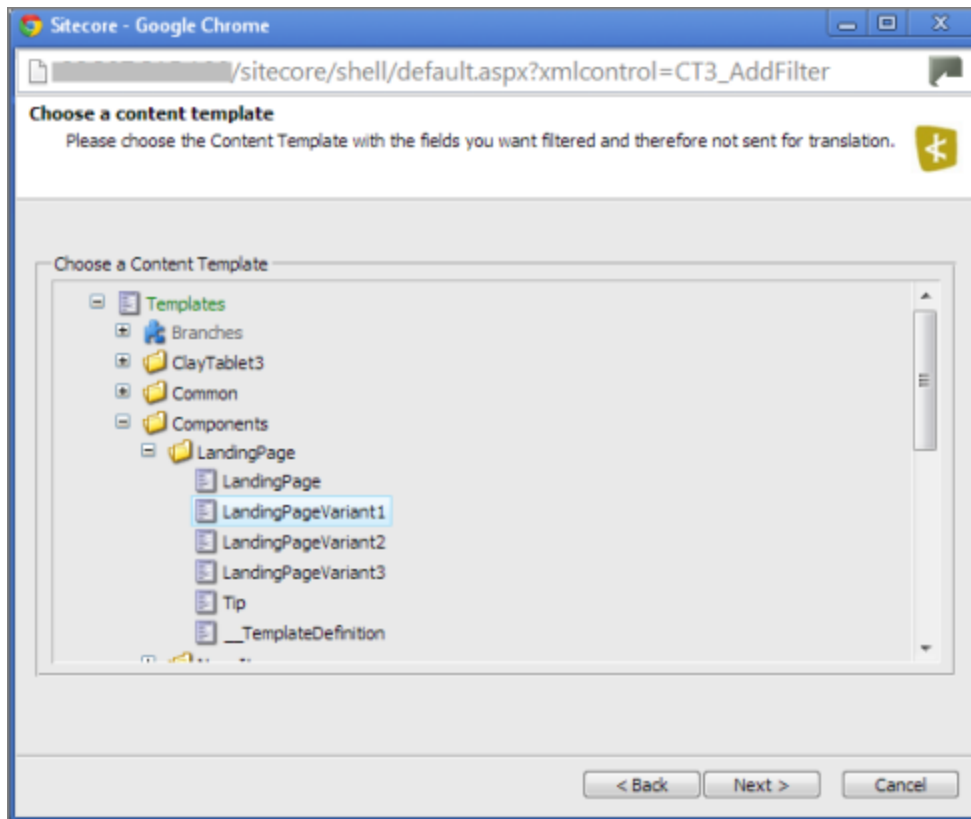 Sitecore - Google Chrome
/sitecore/shell/default.aspx?xmlcontrol=CT3_AddFilter
Choose a content template
Please choose the Content Template with the fields you want filtered and therefore not sent for translation.
Choose a Content Template
Templates
Branches
ClayTablet3
Common
Components
LandingPage
LandingPage
LandingPageVariant1
LandingPageVariant2
LandingPageVariant3
Tip
__TemplateDefinition
< Back
Next >
Cancel